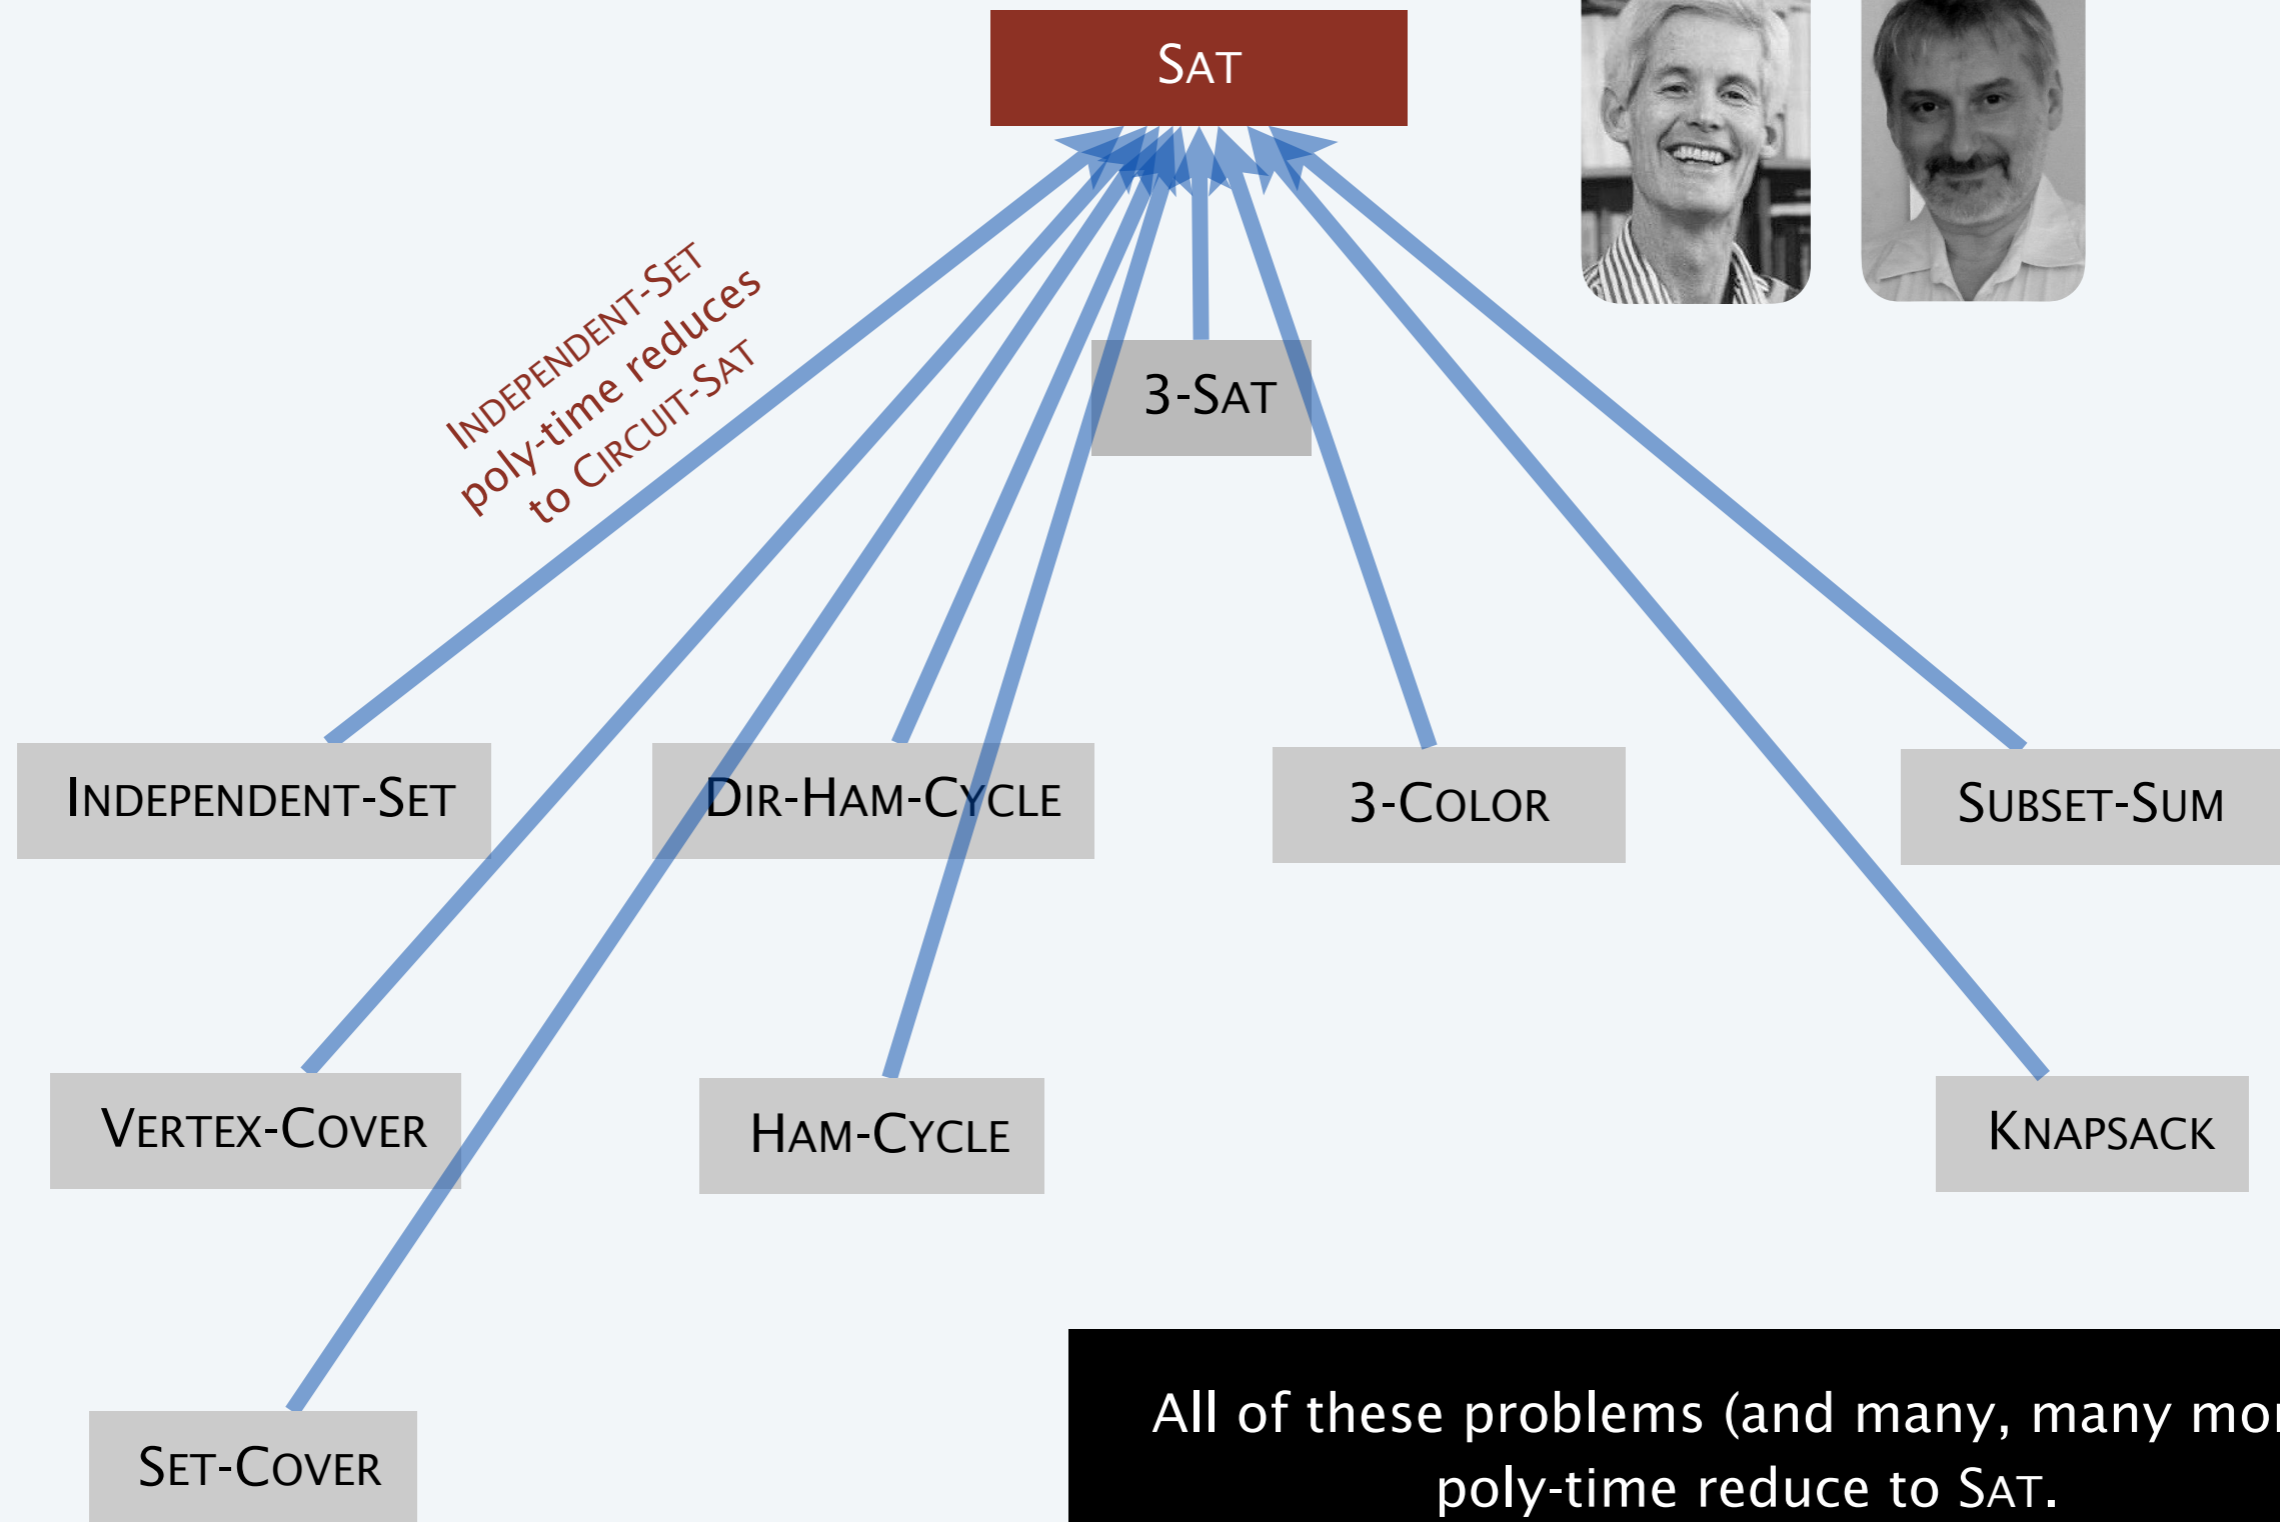 SAT
INDEPENDENT-SET
poly-time reduces
to CIRCUIT-SAT
3-SAT
INDEPENDENT-SET
DIR-HAM-CYCLE
3-COLOR
SUBSET-SUM
VERTEX-COVER
HAM-CYCLE
KNAPSACK
SET-COVER
All of these problems (and many, many
poly-time reduce to SAT.